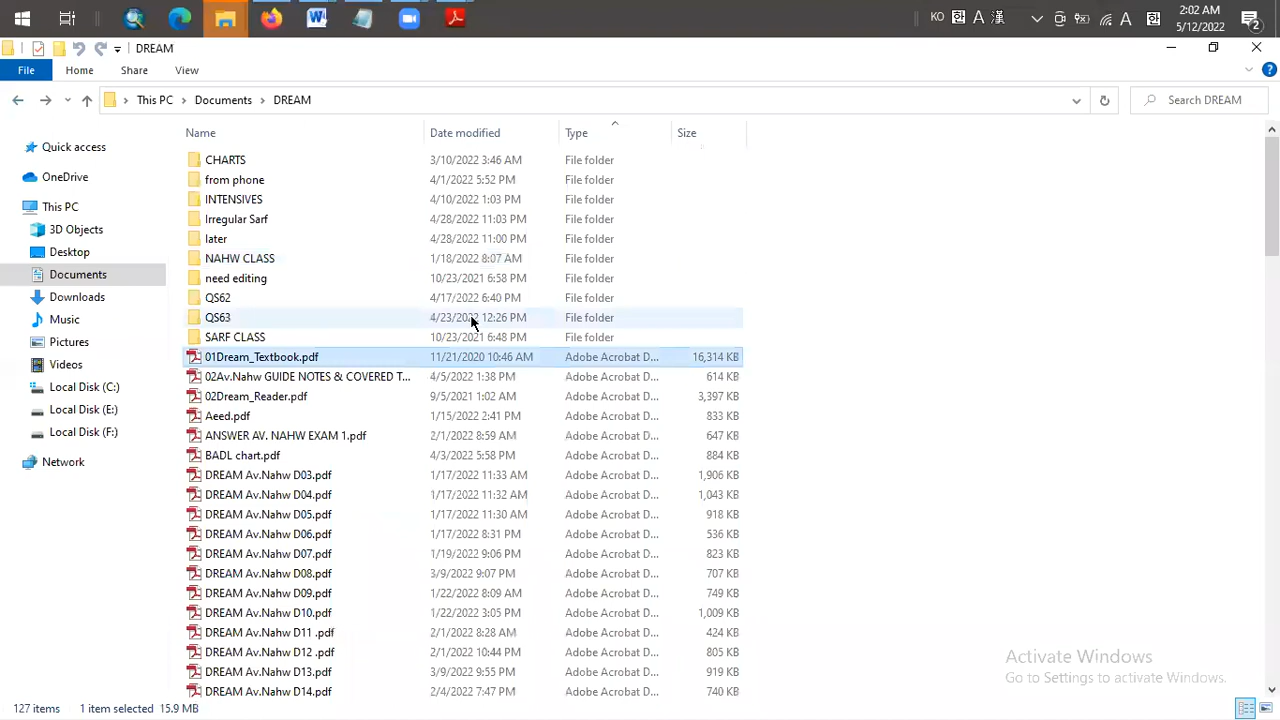 KO 한 A 漢 A 한
2:02 AM
5/12/2022
2
DREAM
File Home Share View
This PC Documents DREAM
Search DREAM
Name Date modified Type Size
Quick access
OneDrive
This PC
3D Objects
Desktop
Documents
Downloads
Music
Pictures
Videos
Local Disk (C:)
Local Disk (E:)
Local Disk (F:)
Network
CHARTS 3/10/2022 3:46 AM File folder
from phone 4/1/2022 5:52 PM File folder
INTENSIVES 4/10/2022 1:03 PM File folder
Irregular Sarf 4/28/2022 11:03 PM File folder
later 4/28/2022 11:00 PM File folder
NAHW CLASS 1/18/2022 8:07 AM File folder
need editing 10/23/2021 6:58 PM File folder
QS62 4/17/2022 6:40 PM File folder
QS63 4/23/2022 12:26 PM File folder
SARF CLASS 10/23/2021 6:48 PM File folder
01Dream_Textbook.pdf 11/21/2020 10:46 AM Adobe Acrobat D... 16,314 KB
02Av.Nahw GUIDE NOTES & COVERED T... 4/5/2022 1:38 PM Adobe Acrobat D... 614 KB
02Dream_Reader.pdf 9/5/2021 1:02 AM Adobe Acrobat D... 3,397 KB
Aeed.pdf 1/15/2022 2:41 PM Adobe Acrobat D... 833 KB
ANSWER AV. NAHW EXAM 1.pdf 2/1/2022 8:59 AM Adobe Acrobat D... 647 KB
BADL chart.pdf 4/3/2022 5:58 PM Adobe Acrobat D... 884 KB
DREAM Av.Nahw D03.pdf 1/17/2022 11:33 AM Adobe Acrobat D... 1,906 KB
DREAM Av.Nahw D04.pdf 1/17/2022 11:32 AM Adobe Acrobat D... 1,043 KB
DREAM Av.Nahw D05.pdf 1/17/2022 11:30 AM Adobe Acrobat D... 918 KB
DREAM Av.Nahw D06.pdf 1/17/2022 8:31 PM Adobe Acrobat D... 536 KB
DREAM Av.Nahw D07.pdf 1/19/2022 9:06 PM Adobe Acrobat D... 823 KB
DREAM Av.Nahw D08.pdf 3/9/2022 9:07 PM Adobe Acrobat D... 707 KB
DREAM Av.Nahw D09.pdf 1/22/2022 8:09 AM Adobe Acrobat D... 749 KB
DREAM Av.Nahw D10.pdf 1/22/2022 3:05 PM Adobe Acrobat D... 1,009 KB
DREAM Av.Nahw D11 .pdf 2/1/2022 8:28 AM Adobe Acrobat D... 424 KB
DREAM Av.Nahw D12 .pdf 2/1/2022 10:44 PM Adobe Acrobat D... 805 KB
DREAM Av.Nahw D13.pdf 3/9/2022 9:55 PM Adobe Acrobat D... 919 KB
DREAM Av.Nahw D14.pdf 2/4/2022 7:47 PM Adobe Acrobat D... 740 KB
Activate Windows
Go to Settings to activate Windows.
127 items 1 item selected 15.9 MB